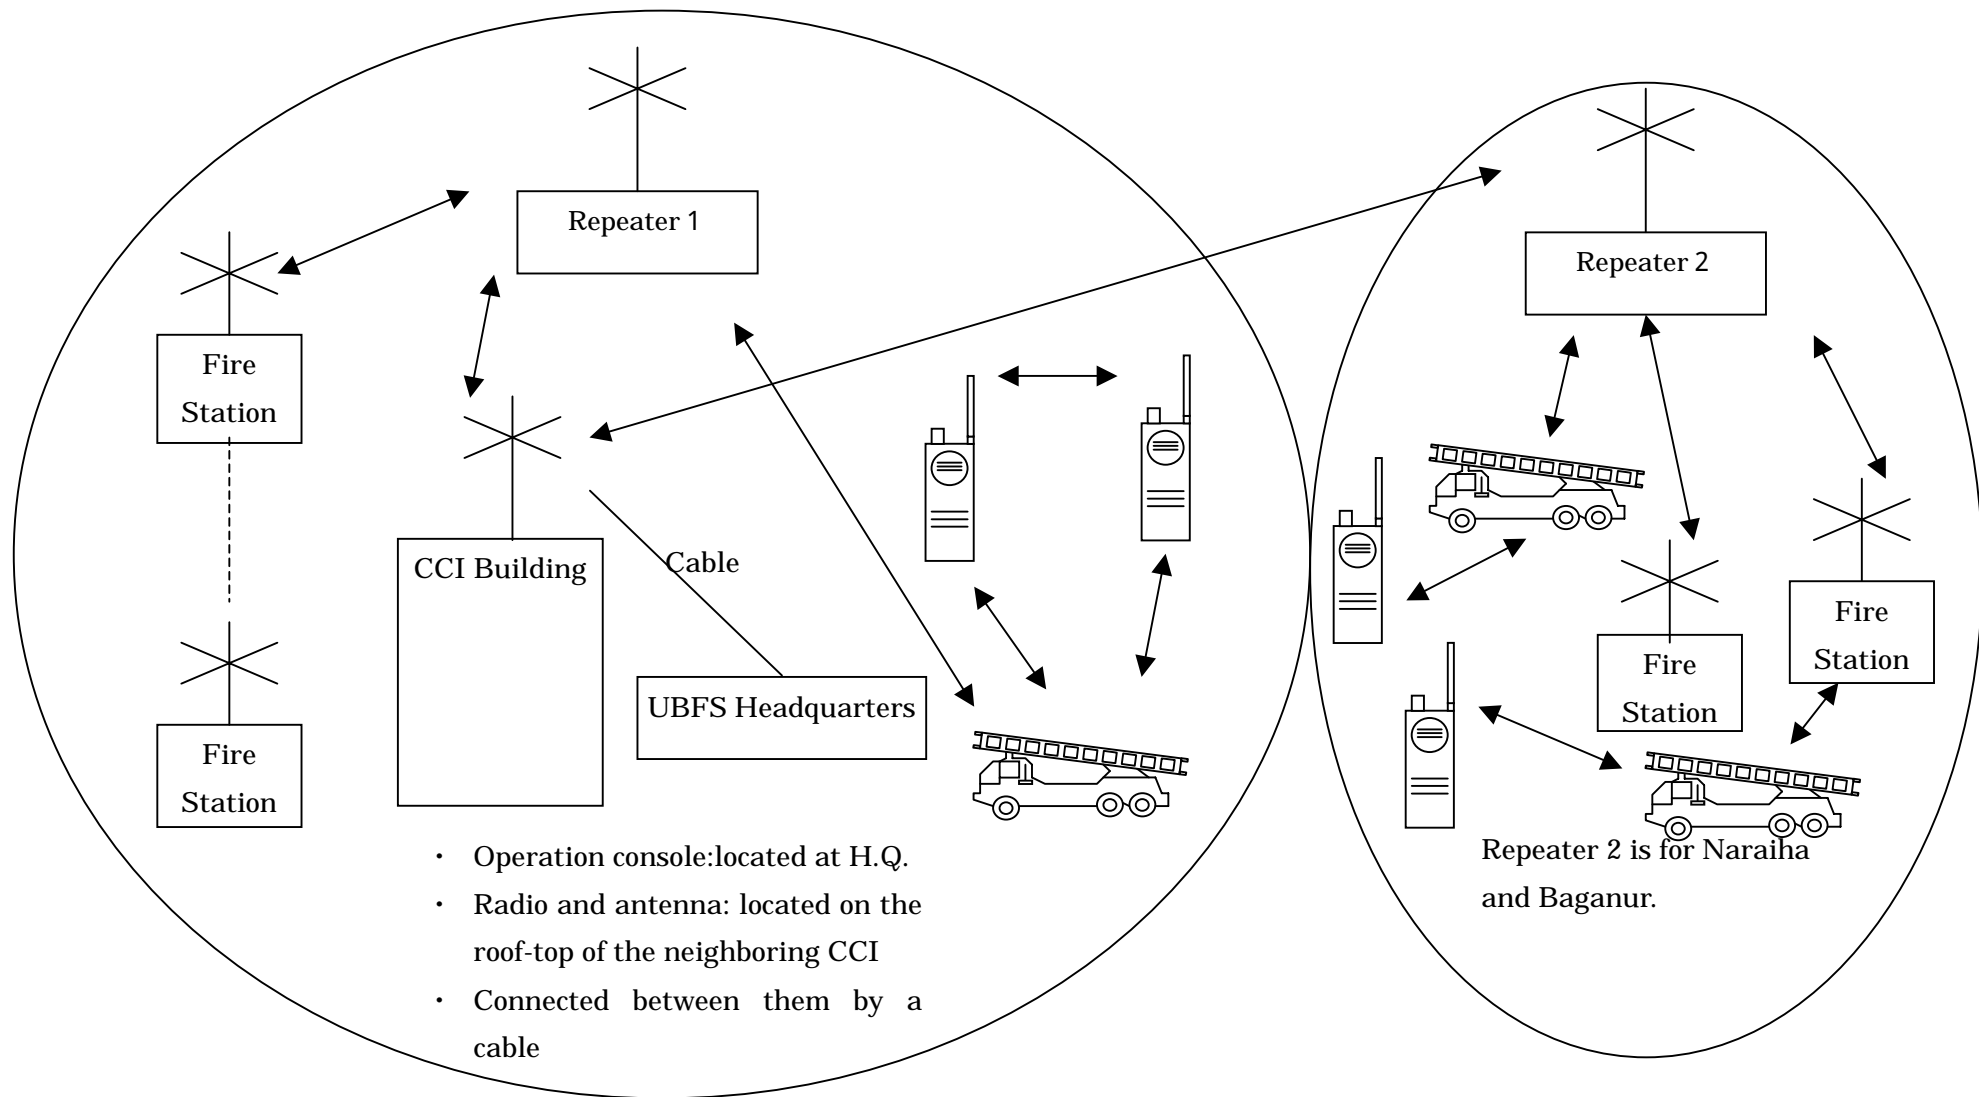 Repeater 1
Repeater 2
Fire
Station
CCI Building
Cable
UBFS Headquarters
Fire
Station
Fire
Station
Fire
Station
・ Operation console:located at H.Q.
・ Radio and antenna: located on the
roof-top of the neighboring CCI
・ Connected between them by a
cable
Repeater 2 is for Naraiha
and Baganur.